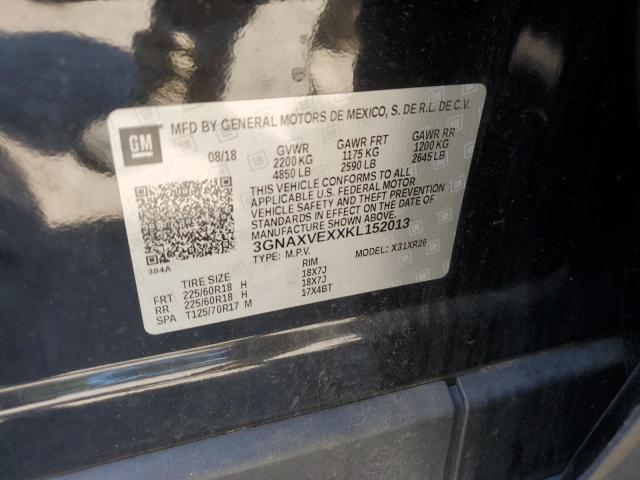 GM
MFD BY GENERAL MOTORS DE MEXICO, S. DE R.L. DE C.V.
08/18 GVWR GAWR FRT GAWR RR
2200 KG 1175 KG 1200 KG
4850 LB 2590 LB 2645 LB
THIS VEHICLE CONFORMS TO ALL
APPLICABLE U.S. FEDERAL MOTOR
VEHICLE SAFETY AND THEFT PREVENTION
STANDARDS IN EFFECT ON THE DATE OF
MANUFACTURE SHOWN ABOVE.
3GNAXVEXXKL152013
TYPE: M.P.V. MODEL: X31XR26
384A
TIRE SIZE RIM
FRT 225/60R18 H 18X7J
RR 225/60R18 H 18X7J
SPA T125/70R17 M 17X4BT